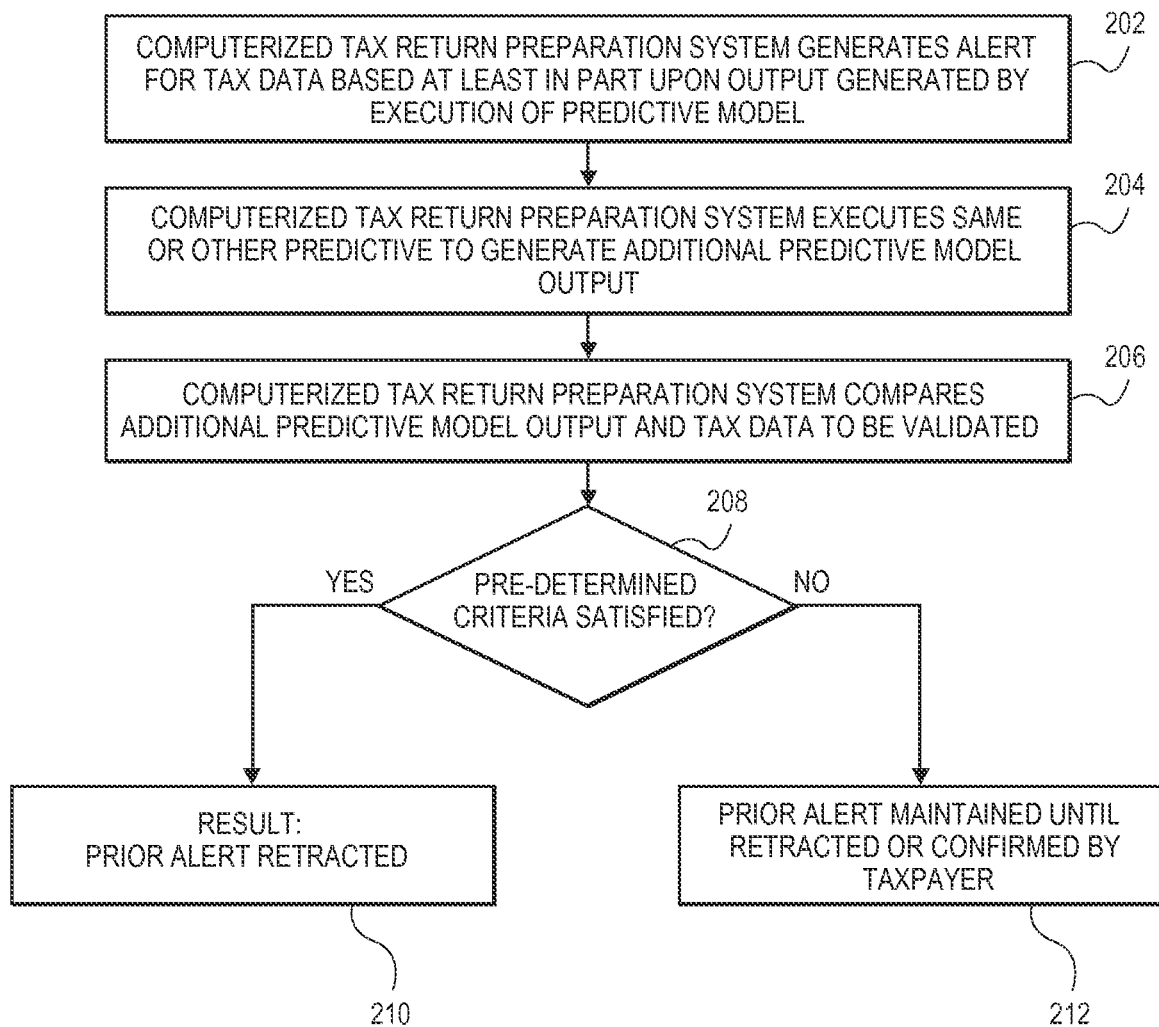 COMPUTERIZED TAX RETURN PREPARATION SYSTEM GENERATES ALERT
FOR TAX DATA BASED AT LEAST IN PART UPON OUTPUT GENERATED BY
EXECUTION OF PREDICTIVE MODEL
202
COMPUTERIZED TAX RETURN PREPARATION SYSTEM EXECUTES SAME
OR OTHER PREDICTIVE TO GENERATE ADDITIONAL PREDICTIVE MODEL
OUTPUT
204
COMPUTERIZED TAX RETURN PREPARATION SYSTEM COMPARES
ADDITIONAL PREDICTIVE MODEL OUTPUT AND TAX DATA TO BE VALIDATED
206
208
YES
PRE-DETERMINED
CRITERIA SATISFIED?
NO
RESULT:
PRIOR ALERT RETRACTED
210
PRIOR ALERT MAINTAINED UNTIL
RETRACTED OR CONFIRMED BY
TAXPAYER
212